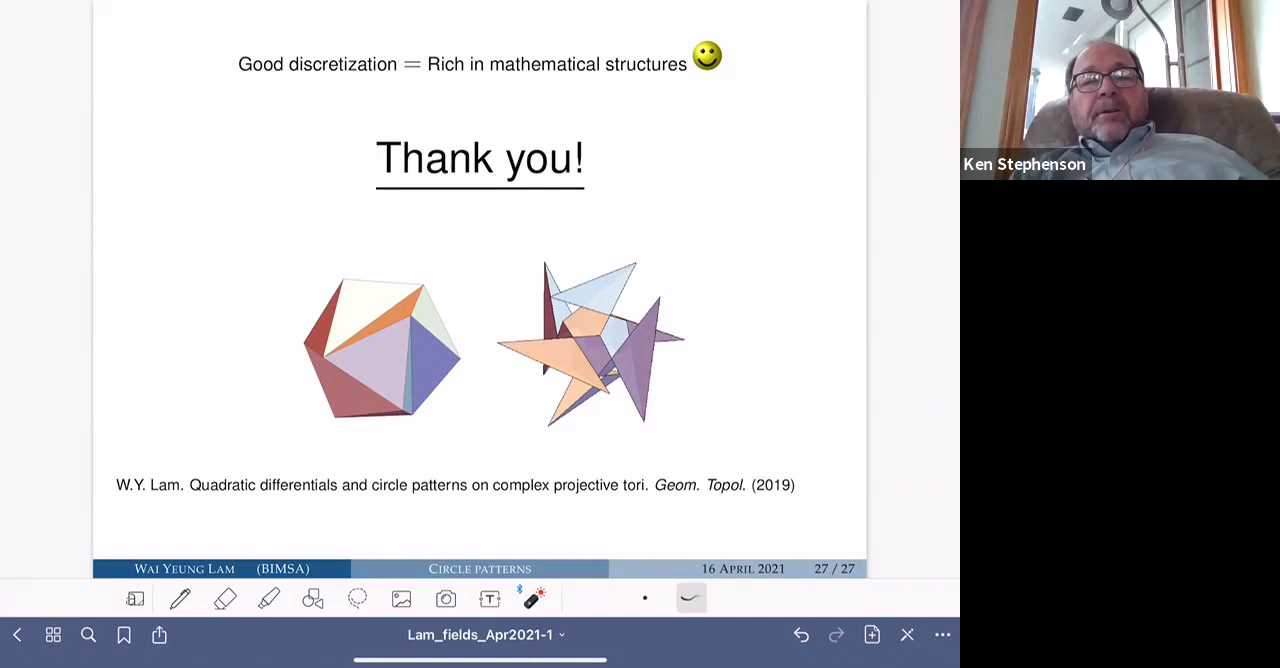 Good discretization = Rich in mathematical structures
Thank you!
W.Y. Lam. Quadratic differentials and circle patterns on complex projective tori. Geom. Topol. (2019)
WAI YEUNG LAM (BIMSA) CIRCLE PATTERNS 16 APRIL 2021 27 / 27
T
Lam_fields_Apr2021-1
Ken Stephenson